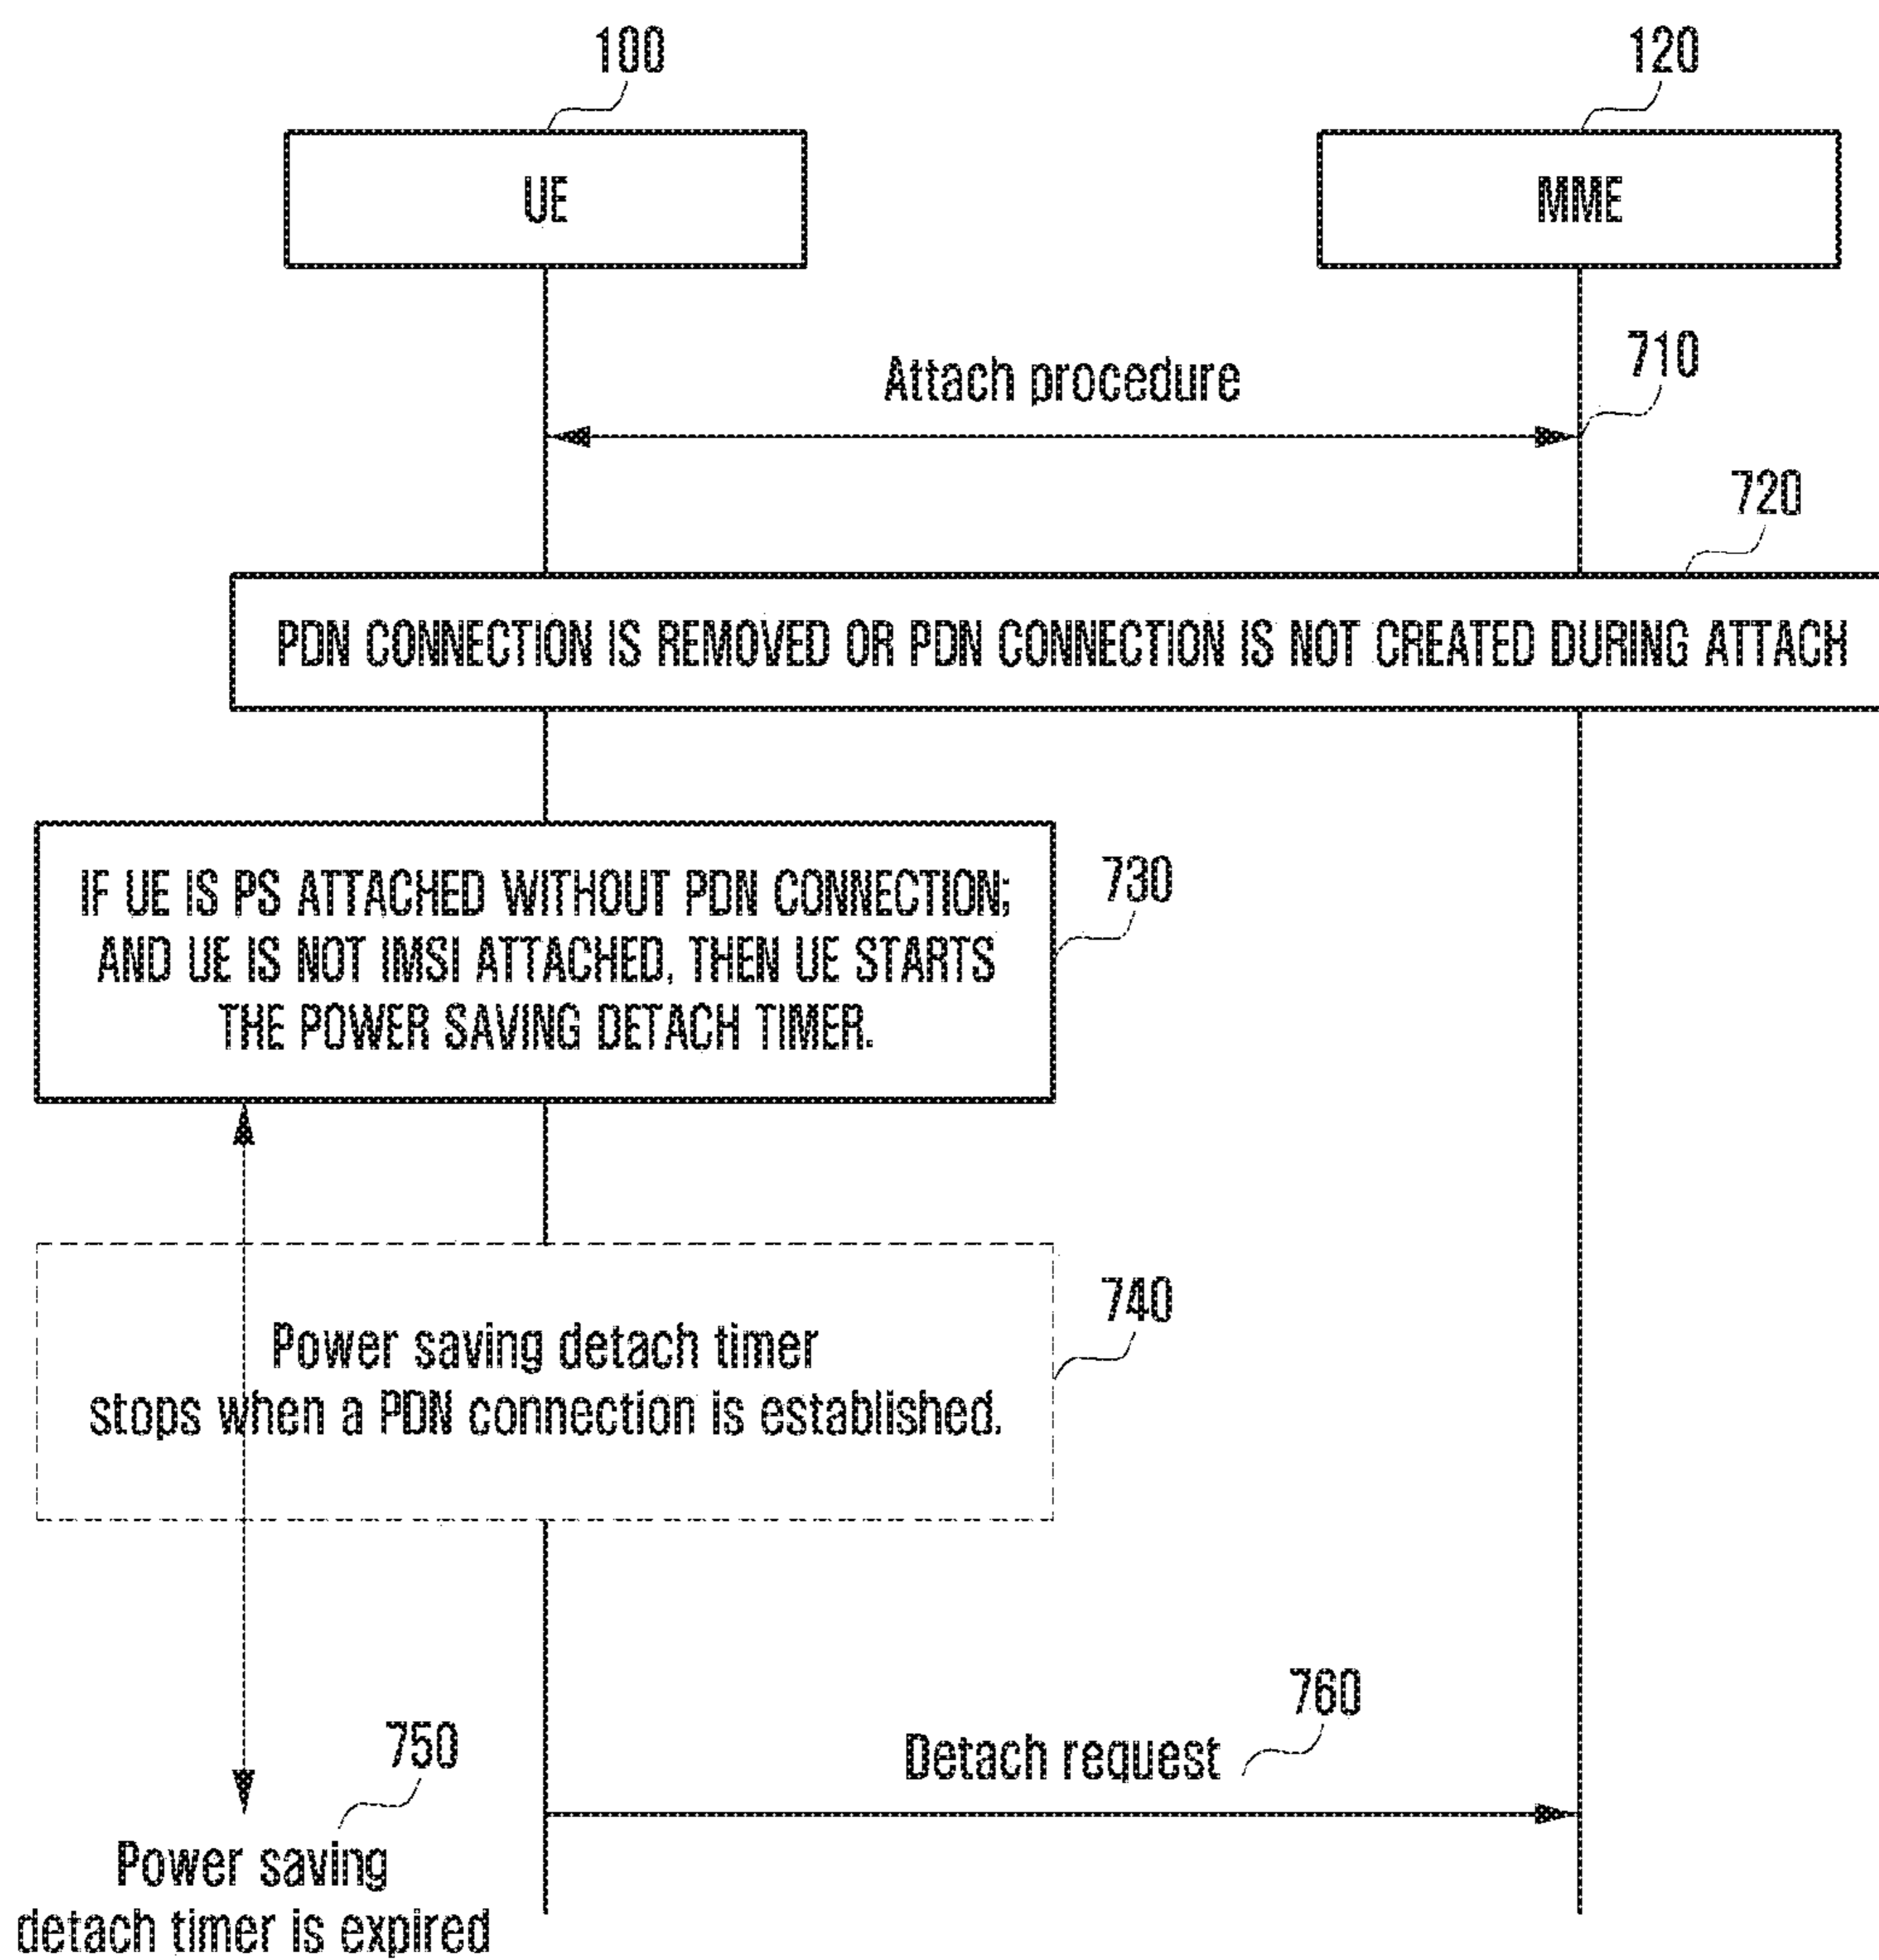 100
120
UE
MME
710
Attach procedure
720
PDN CONNECTION IS REMOVED OR PDN CONNECTION IS NOT CREATED DURING ATTACH
IF UE IS PS ATTACHED WITHOUT PDN CONNECTION;
AND UE IS NOT IMSI ATTACHED, THEN UE STARTS
THE POWER SAVING DETACH TIMER.
730
740
Power saving detach timer
stops when a PDN connection is established.
760
750
Detach request
Power saving
detach timer is expired